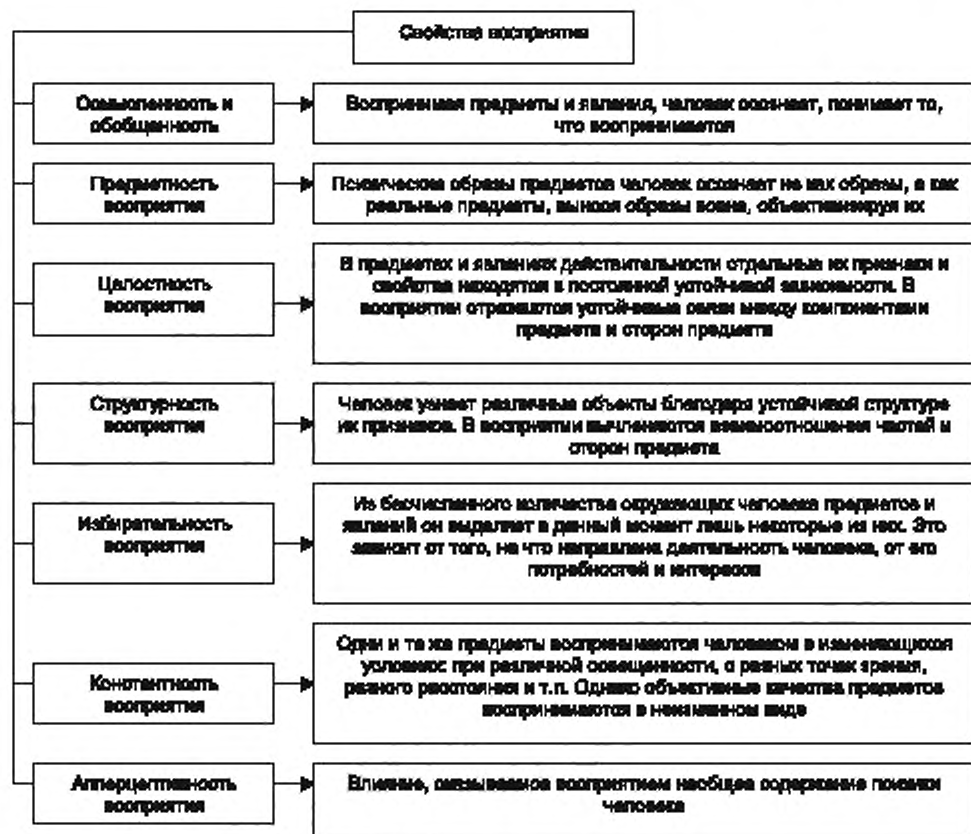 Свойства восприятия
Осмысленность и
обобщенность
Воспринимая предметы и явления, человек осознает, понимает то,
что воспринимается
Предметность
восприятия
Психические образы предметов человек осознает не как образы, а как
реальные предметы, вынося образы вовне, объективизируя их
Целостность
восприятия
В предметах и явлениях действительности отдельные их признаки и
свойства находятся в постоянной устойчивой зависимости. В
восприятии отражаются устойчивые связи между компонентами
предмета и сторон предмета
Структурность
восприятия
Человек узнает различные объекты благодаря устойчивой структуре
их признаков. В восприятии вычленяются взаимоотношения частей и
сторон предмета
Избирательность
восприятия
Из бесчисленного количества окружающих человека предметов и
явлений он выделяет в данный момент лишь некоторые из них. Это
зависит от того, на что направлена деятельность человека, от его
потребностей и интересов
Константность
восприятия
Одни и те же предметы воспринимаются человеком в изменяющихся
условиях: при различной освещенности, с разных точек зрения,
разного расстояния и т.п. Однако объективные качества предметов
воспринимаются в неизменном виде
Апперцептивность
восприятия
Влияние, оказываемое восприятием наобщее содержание психики
человека